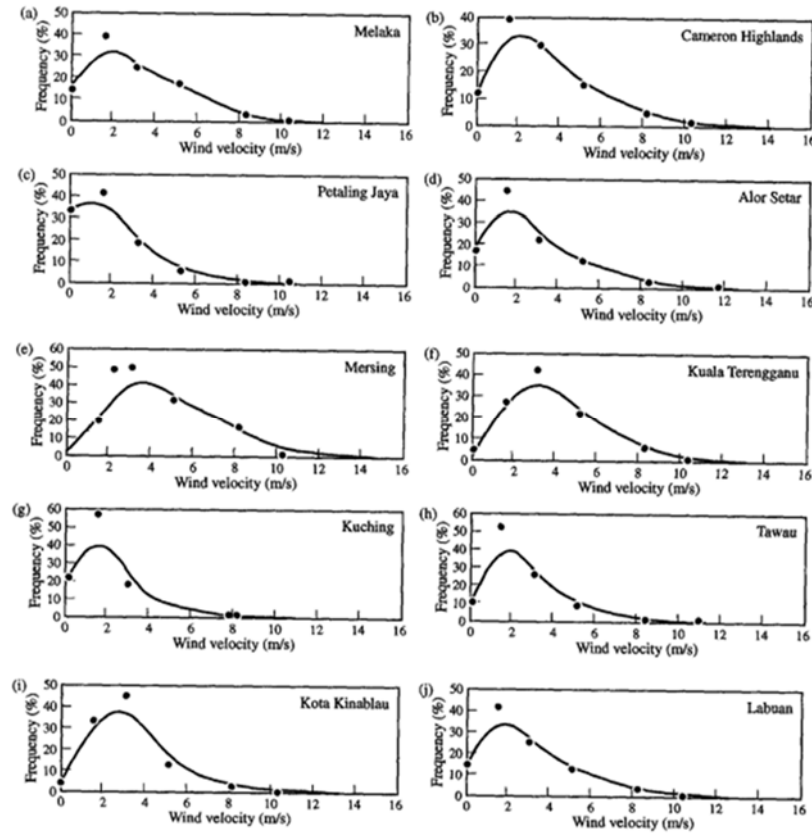 (a)
Frequency (%)
50
40
30
20
10
0
Melaka
0 2 4 6 8 10 12 14 16
Wind velocity (m/s)
(b)
Frequency (%)
40
30
20
10
0
Cameron Highlands
0 2 4 6 8 10 12 14 16
Wind velocity (m/s)
(c)
Frequency (%)
50
40
30
20
10
0
Petaling Jaya
0 2 4 6 8 10 12 14 16
Wind velocity (m/s)
(d)
Frequency (%)
50
40
30
20
10
0
Alor Setar
0 2 4 6 8 10 12 14 16
Wind velocity (m/s)
(e)
Frequency (%)
60
50
40
30
20
10
0
Mersing
0 2 4 6 8 10 12 14 16
Wind velocity (m/s)
(f)
Frequency (%)
50
40
30
20
10
0
Kuala Terengganu
0 2 4 6 8 10 12 14 16
Wind velocity (m/s)
(g)
Frequency (%)
60
50
40
30
20
10
0
Kuching
0 2 4 6 8 10 12 14 16
Wind velocity (m/s)
(h)
Frequency (%)
60
50
40
30
20
10
0
Tawau
0 2 4 6 8 10 12 14 16
Wind velocity (m/s)
(i)
Frequency (%)
50
40
30
20
10
0
Kota Kinablau
0 2 4 6 8 10 12 14 16
Wind velocity (m/s)
(j)
Frequency (%)
50
40
30
20
10
0
Labuan
0 2 4 6 8 10 12 14 16
Wind velocity (m/s)